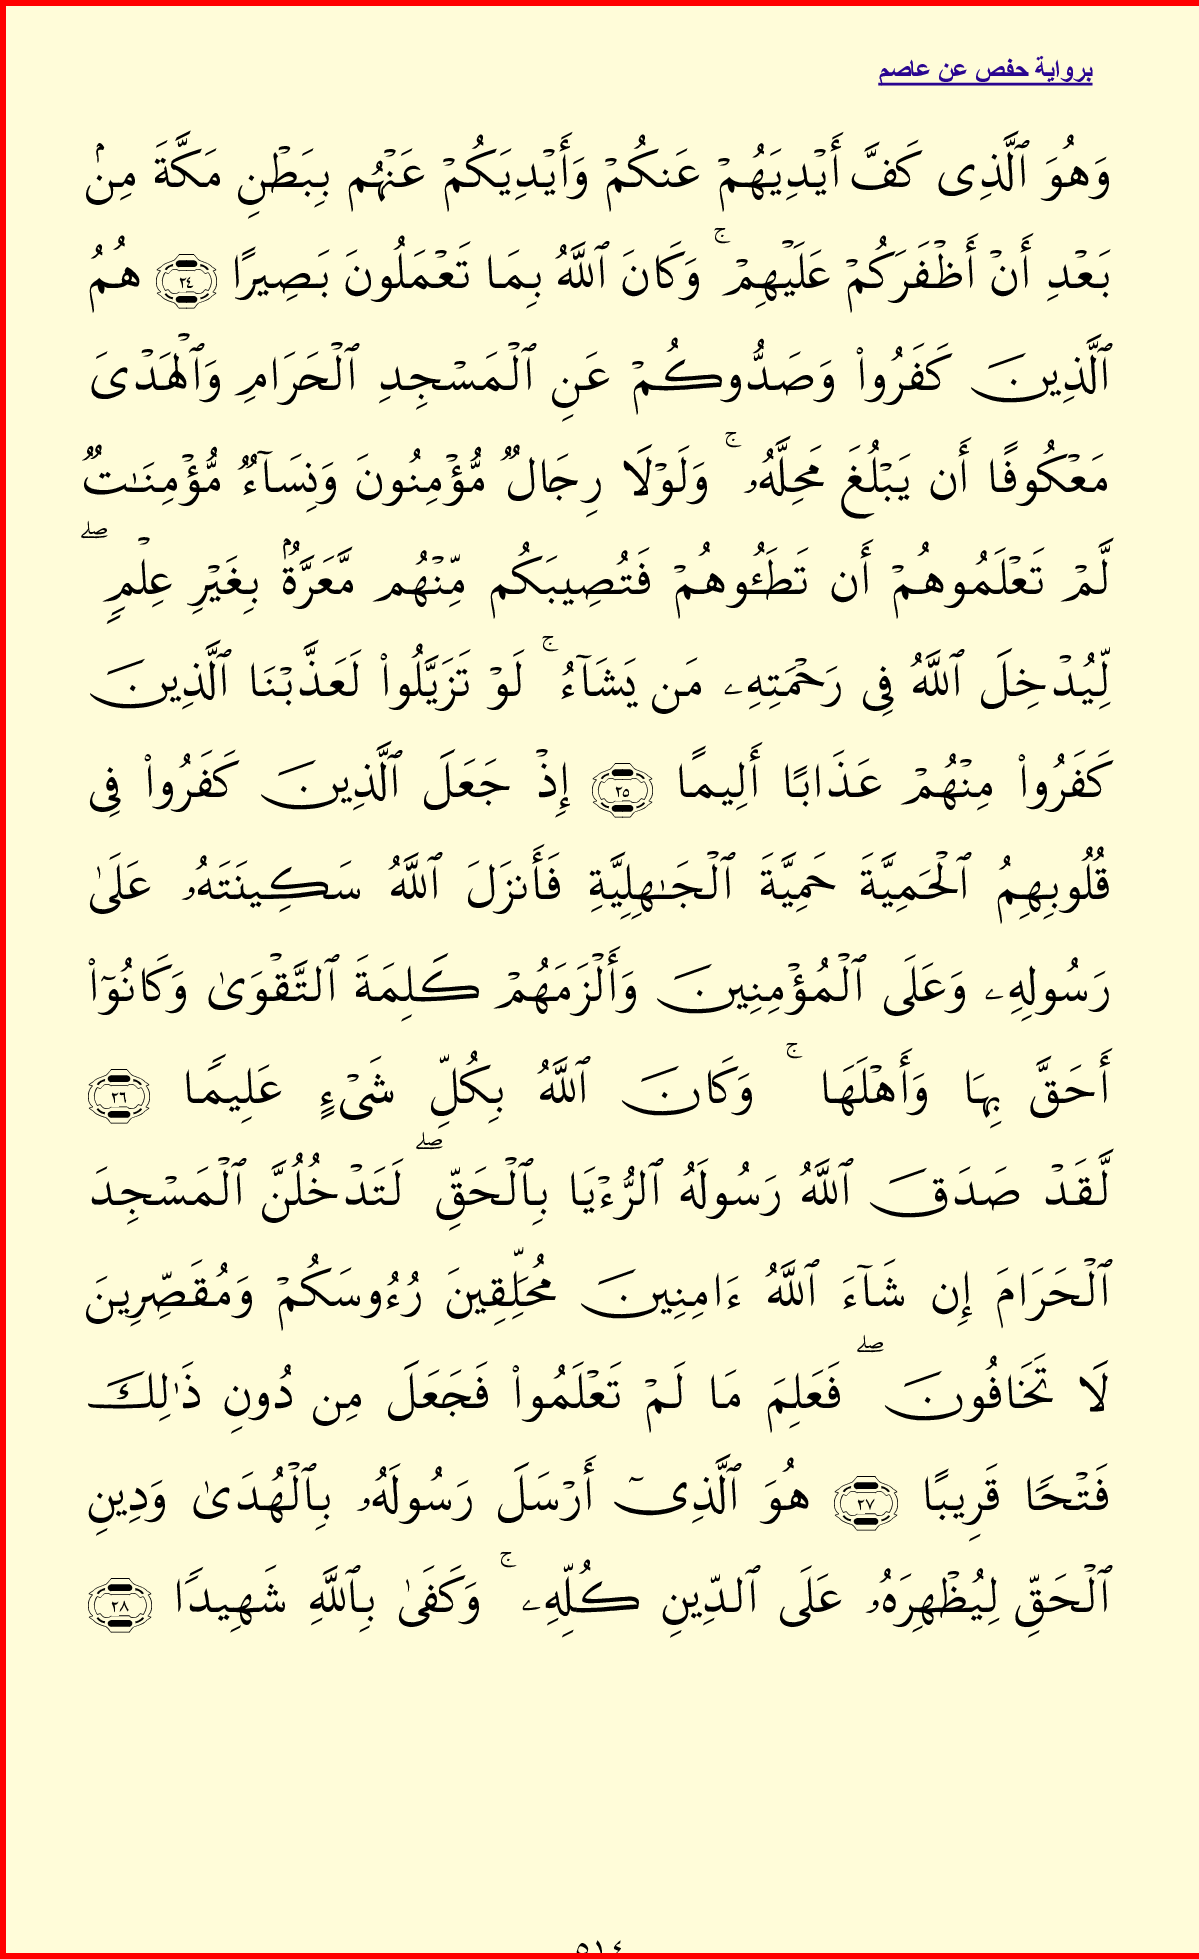 برواية حفص عن عاصم
وَهُوَ ٱلَّذِى كَفَّ أَيْدِيَهُمْ عَنكُمْ وَأَيْدِيَكُمْ عَنْهُم بِبَطْنِ مَكَّةَ مِنۢ
بَعْدِ أَنْ أَظْفَرَكُمْ عَلَيْهِمْ ۚ وَكَانَ ٱللَّهُ بِمَا تَعْمَلُونَ بَصِيرًا ٢٤ هُمُ
ٱلَّذِينَ كَفَرُوا۟ وَصَدُّوكُمْ عَنِ ٱلْمَسْجِدِ ٱلْحَرَامِ وَٱلْهَدْىَ
مَعْكُوفًا أَن يَبْلُغَ مَحِلَّهُۥ ۚ وَلَوْلَا رِجَالٌ مُّؤْمِنُونَ وَنِسَآءٌ مُّؤْمِنَـٰتٌ
لَّمْ تَعْلَمُوهُمْ أَن تَطَـُٔوهُمْ فَتُصِيبَكُم مِّنْهُم مَّعَرَّةٌۢ بِغَيْرِ عِلْمٍ ۖ
لِّيُدْخِلَ ٱللَّهُ فِى رَحْمَتِهِۦ مَن يَشَآءُ ۚ لَوْ تَزَيَّلُوا۟ لَعَذَّبْنَا ٱلَّذِينَ
كَفَرُوا۟ مِنْهُمْ عَذَابًا أَلِيمًا ٢٥ إِذْ جَعَلَ ٱلَّذِينَ كَفَرُوا۟ فِى
قُلُوبِهِمُ ٱلْحَمِيَّةَ حَمِيَّةَ ٱلْجَـٰهِلِيَّةِ فَأَنزَلَ ٱللَّهُ سَكِينَتَهُۥ عَلَىٰ
رَسُولِهِۦ وَعَلَى ٱلْمُؤْمِنِينَ وَأَلْزَمَهُمْ كَلِمَةَ ٱلتَّقْوَىٰ وَكَانُوٓا۟
أَحَقَّ بِهَا وَأَهْلَهَا ۚ وَكَانَ ٱللَّهُ بِكُلِّ شَىْءٍ عَلِيمًا ٢٦
لَّقَدْ صَدَقَ ٱللَّهُ رَسُولَهُ ٱلرُّءْيَا بِٱلْحَقِّ ۖ لَتَدْخُلُنَّ ٱلْمَسْجِدَ
ٱلْحَرَامَ إِن شَآءَ ٱللَّهُ ءَامِنِينَ مُحَلِّقِينَ رُءُوسَكُمْ وَمُقَصِّرِينَ
لَا تَخَافُونَ ۖ فَعَلِمَ مَا لَمْ تَعْلَمُوا۟ فَجَعَلَ مِن دُونِ ذَٰلِكَ
فَتْحًا قَرِيبًا ٢٧ هُوَ ٱلَّذِىٓ أَرْسَلَ رَسُولَهُۥ بِٱلْهُدَىٰ وَدِينِ
ٱلْحَقِّ لِيُظْهِرَهُۥ عَلَى ٱلدِّينِ كُلِّهِۦ ۚ وَكَفَىٰ بِٱللَّهِ شَهِيدًا ٢٨
٥١٤